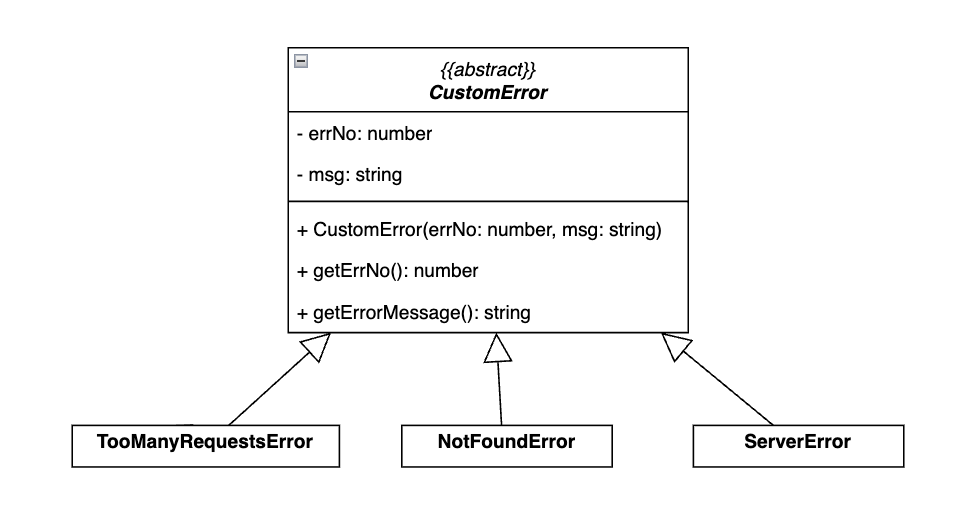 {{abstract}}
CustomError
- errNo: number
- msg: string
+ CustomError(errNo: number, msg: string)
+ getErrNo(): number
+ getErrorMessage(): string
TooManyRequestsError
NotFoundError
ServerError